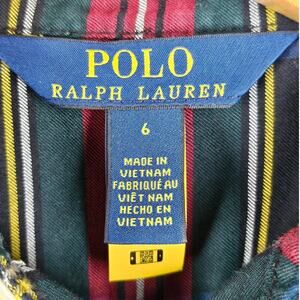 POLO
RALPH LAUREN
6
MADE IN
VIETNAM
FABRIQUÉ AU
VIÊT NAM
HECHO EN
VIETNAM